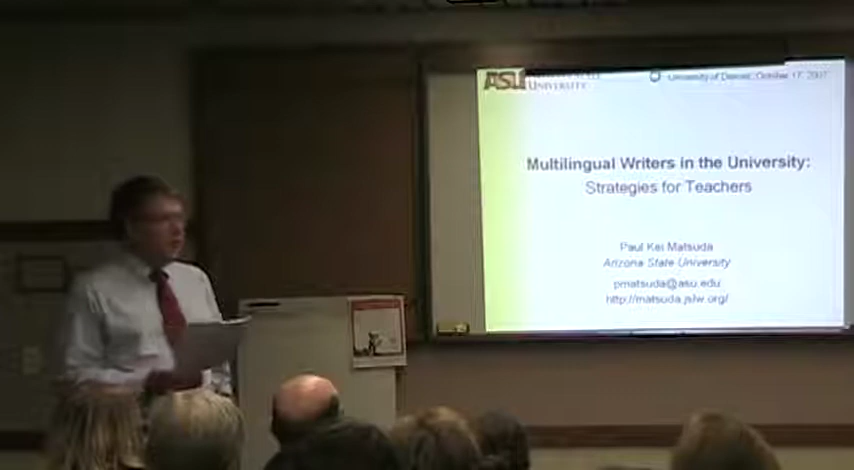 ASU
UNIVERSITY
University of Denver, October 17, 2007
Multilingual Writers in the University:
Strategies for Teachers
Paul Kei Matsuda
Arizona State University
pmatsuda@asu.edu
http://matsuda.jslw.org/